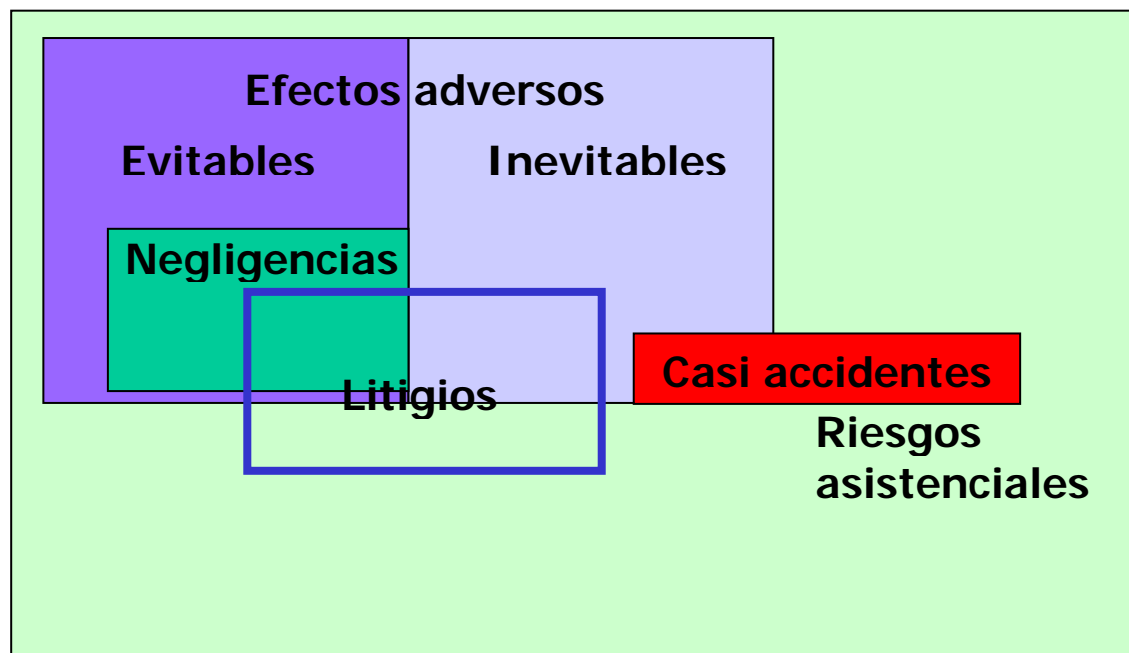 Efectos adversos
Evitables
Inevitables
Negligencias
Litigios
Casi accidentes
Riesgos
asistenciales